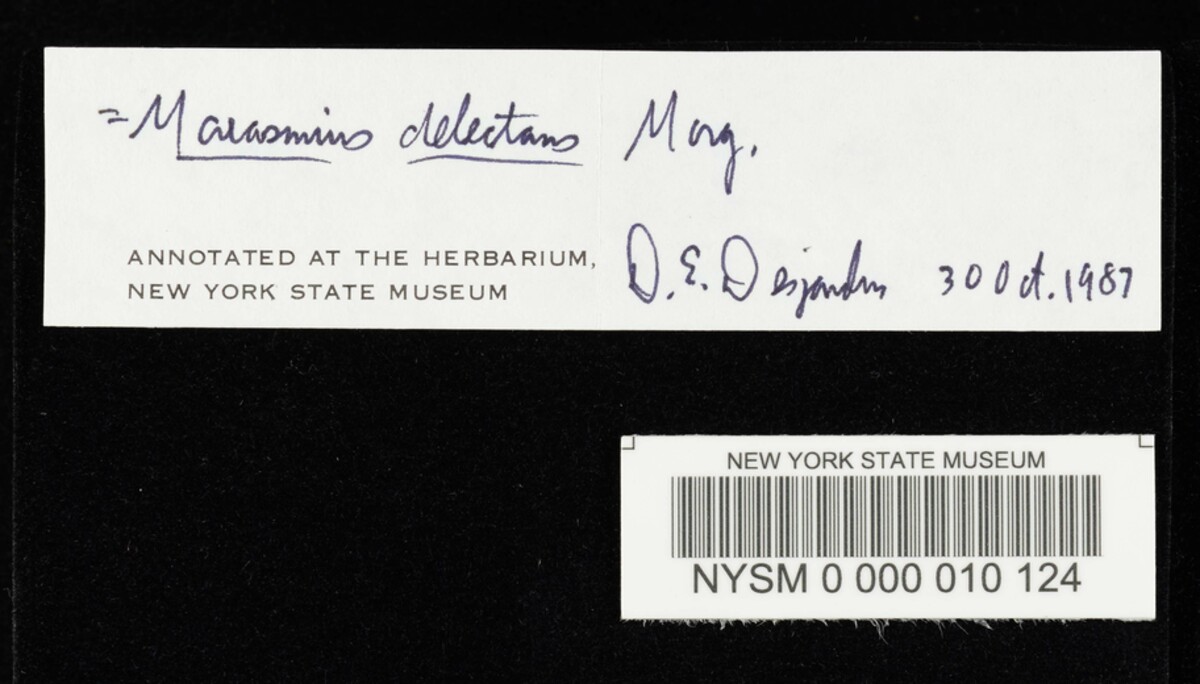 = Marasmius delectans Morg.
ANNOTATED AT THE HERBARIUM,
NEW YORK STATE MUSEUM
D. E. Desjardin 30 Oct. 1987
NEW YORK STATE MUSEUM
NYSM 0 000 010 124